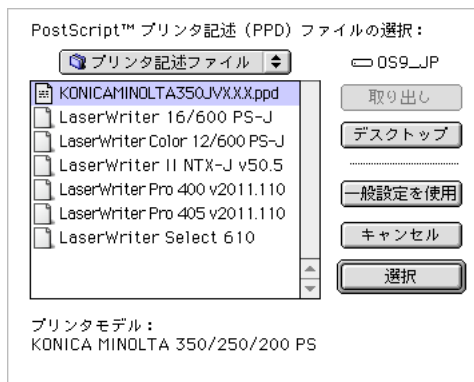 PostScript™ プリンタ記述（PPD）ファイルの選択：
プリンタ記述ファイル
OS9_JP
KONICAMINOLTA350JVX.X.X.ppd
取り出し
LaserWriter 16/600 PS-J
LaserWriter Color 12/600 PS-J
デスクトップ
LaserWriter II NTX-J v50.5
LaserWriter Pro 400 v2011.110
一般設定を使用
LaserWriter Pro 405 v2011.110
LaserWriter Select 610
キャンセル
選択
プリンタモデル：
KONICA MINOLTA 350/250/200 PS